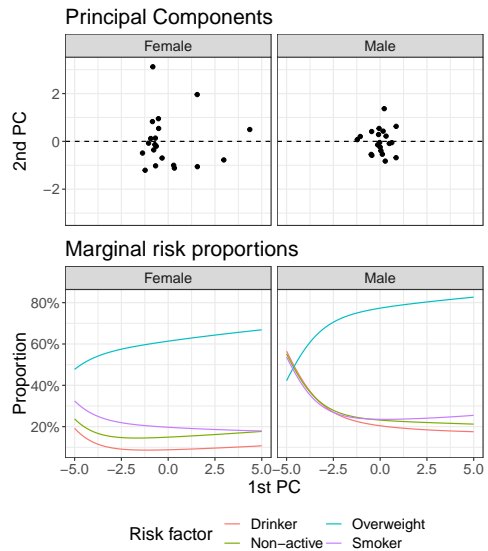 Principal Components
Female Male
2nd PC
2
0
−2
Marginal risk proportions
Female Male
Proportion
80%
60%
40%
20%
−5.0 −2.5 0.0 2.5 5.0 −5.0 −2.5 0.0 2.5 5.0
1st PC
Risk factor
Drinker Overweight
Non−active Smoker